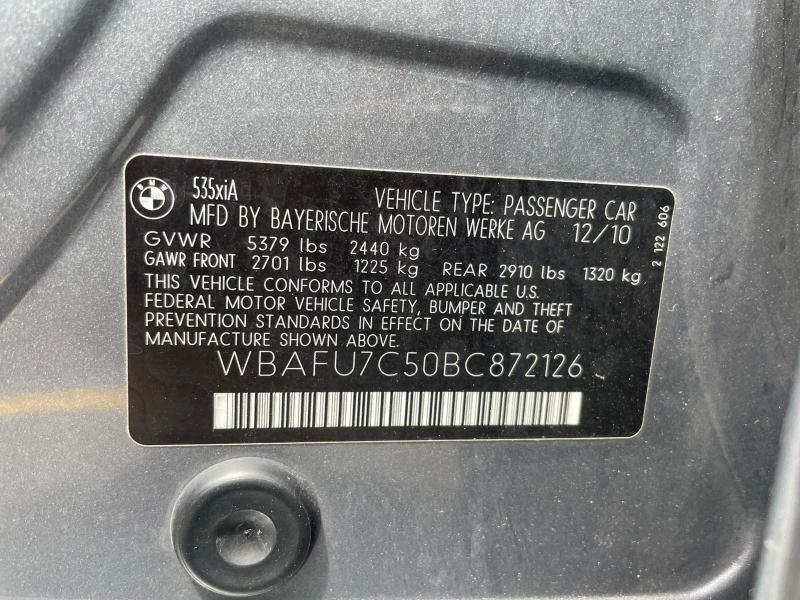 BMW
535xiA
VEHICLE TYPE: PASSENGER CAR
MFD BY BAYERISCHE MOTOREN WERKE AG 12/10
GVWR 5379 lbs 2440 kg
GAWR FRONT 2701 lbs 1225 kg REAR 2910 lbs 1320 kg
THIS VEHICLE CONFORMS TO ALL APPLICABLE U.S.
FEDERAL MOTOR VEHICLE SAFETY, BUMPER AND THEFT
PREVENTION STANDARDS IN EFFECT ON THE DATE OF
MANUFACTURE SHOWN ABOVE.
WBAFU7C50BC872126
2 122 606